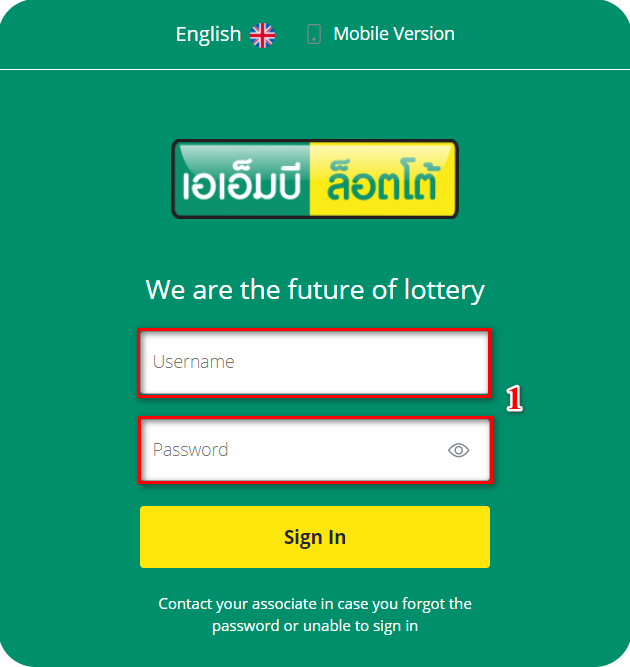 English
Mobile Version
เอเอ็มบี ล็อตโต้
We are the future of lottery
Username
1
Password
Sign In
Contact your associate in case you forgot the
password or unable to sign in